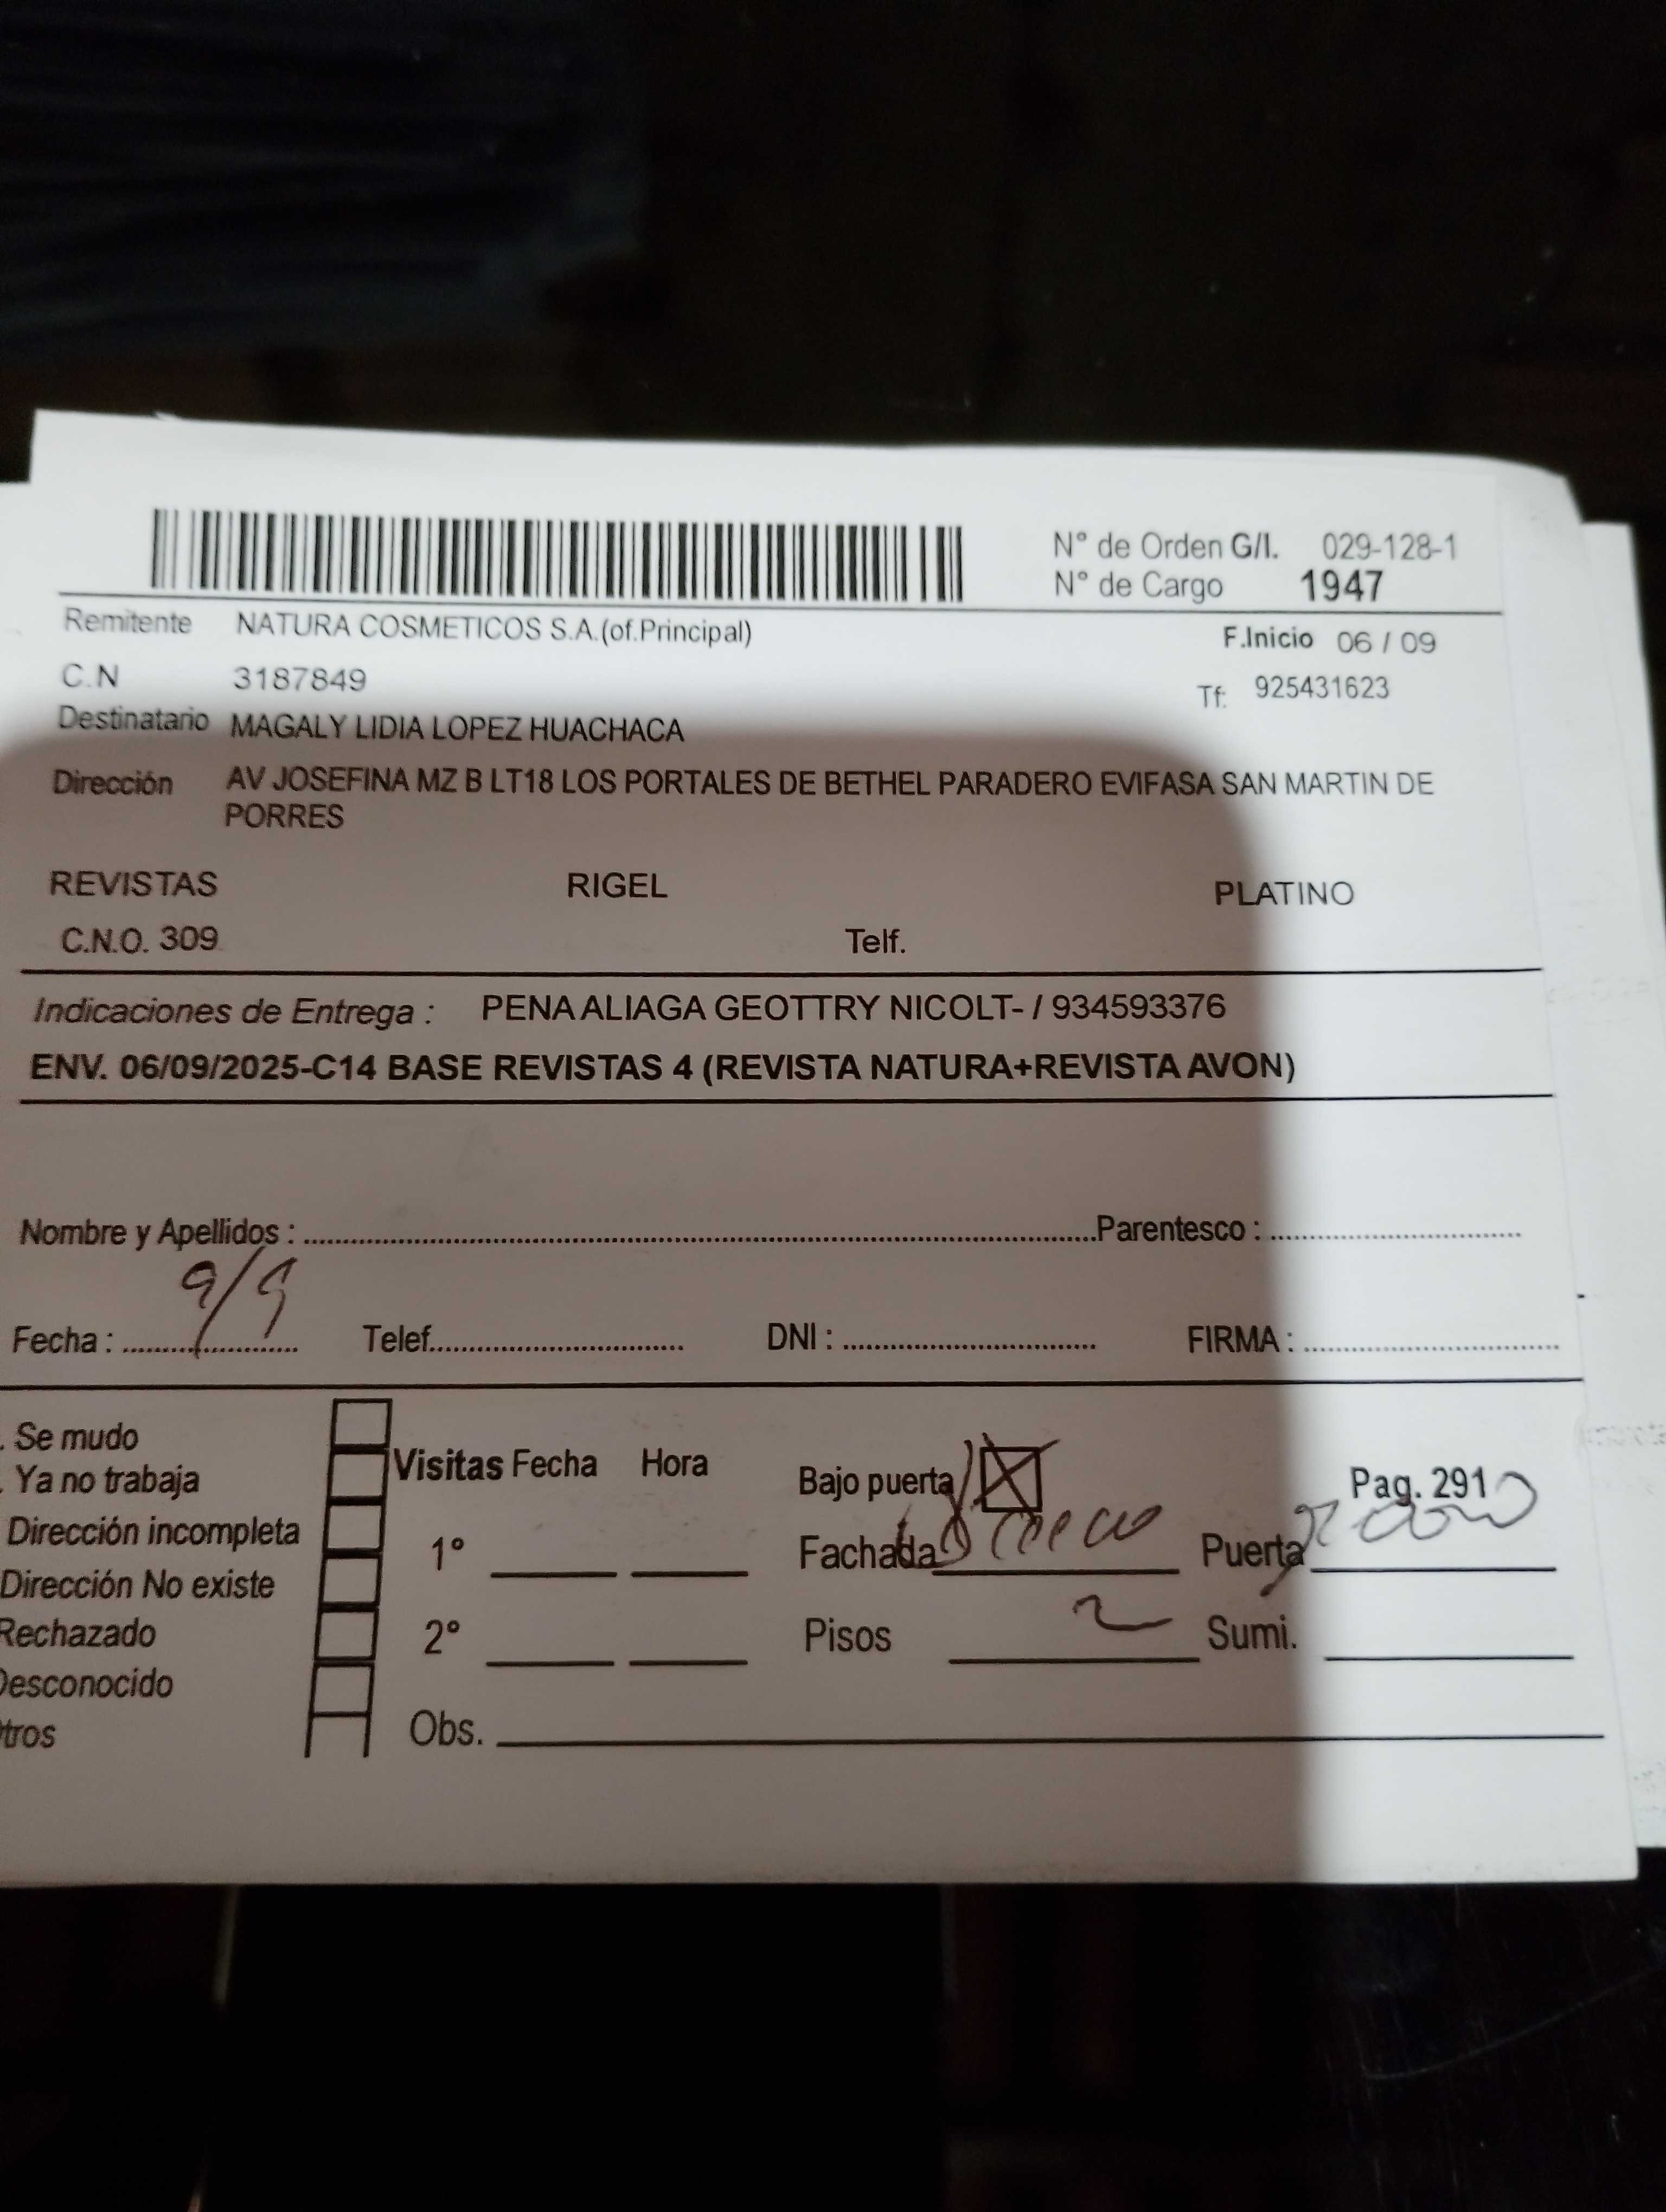 N° de Orden G/I. 029-128-1
N° de Cargo 1947
Remitente NATURA COSMETICOS S.A.(of.Principal)
F.Inicio 06 / 09
C.N 3187849
Tf: 925431623
Destinatario MAGALY LIDIA LOPEZ HUACHACA
Dirección AV JOSEFINA MZ B LT18 LOS PORTALES DE BETHEL PARADERO EVIFASA SAN MARTIN DE
PORRES
REVISTAS RIGEL PLATINO
C.N.O. 309 Telf.
Indicaciones de Entrega : PENA ALIAGA GEOTTRY NICOLT- / 934593376
ENV. 06/09/2025-C14 BASE REVISTAS 4 (REVISTA NATURA+REVISTA AVON)
Nombre y Apellidos : Parentesco :
Fecha : 9/9 Telef. DNI : FIRMA :
. Se mudo
. Ya no trabaja
Dirección incompleta
Dirección No existe
Rechazado
Desconocido
Otros
Visitas Fecha Hora
1°
2°
Obs.
Bajo puerta Pag. 291
Fachada Puerta
Pisos 2 Sumi.